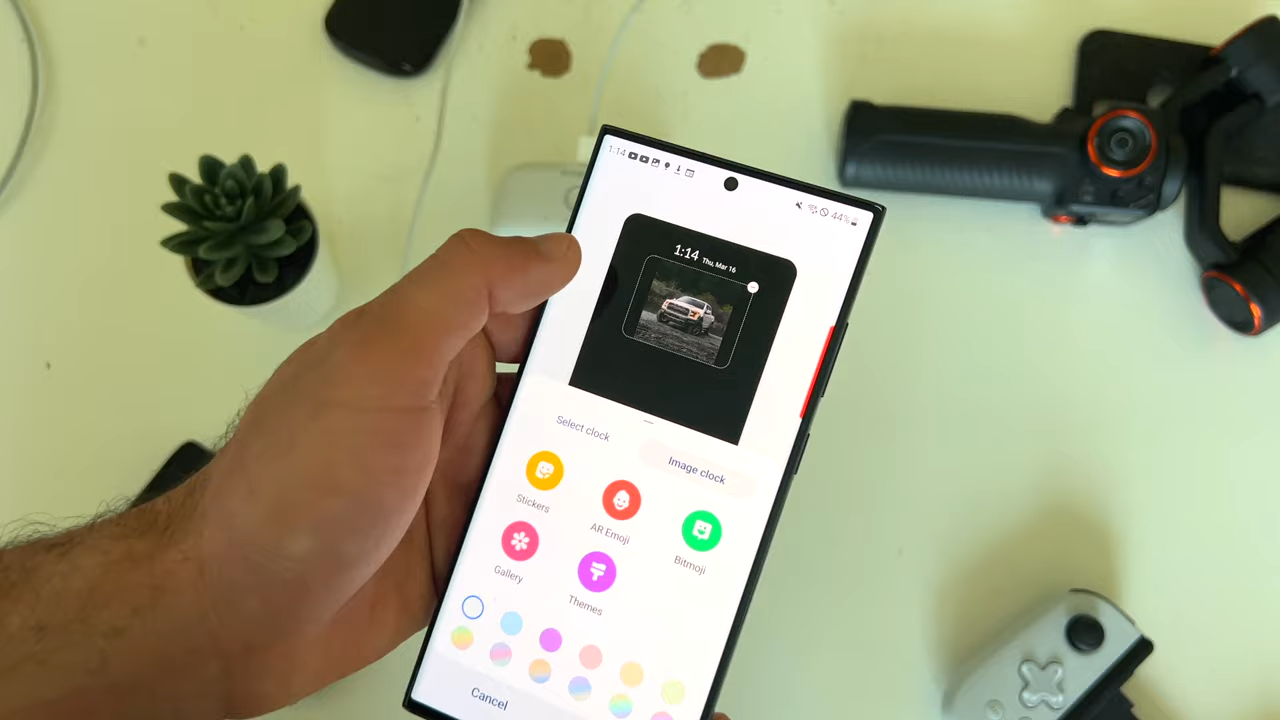 1:14
44%
1:14 Thu, Mar 16
Select clock
Image clock
Stickers
AR Emoji
Bitmoji
Gallery
Themes
Cancel